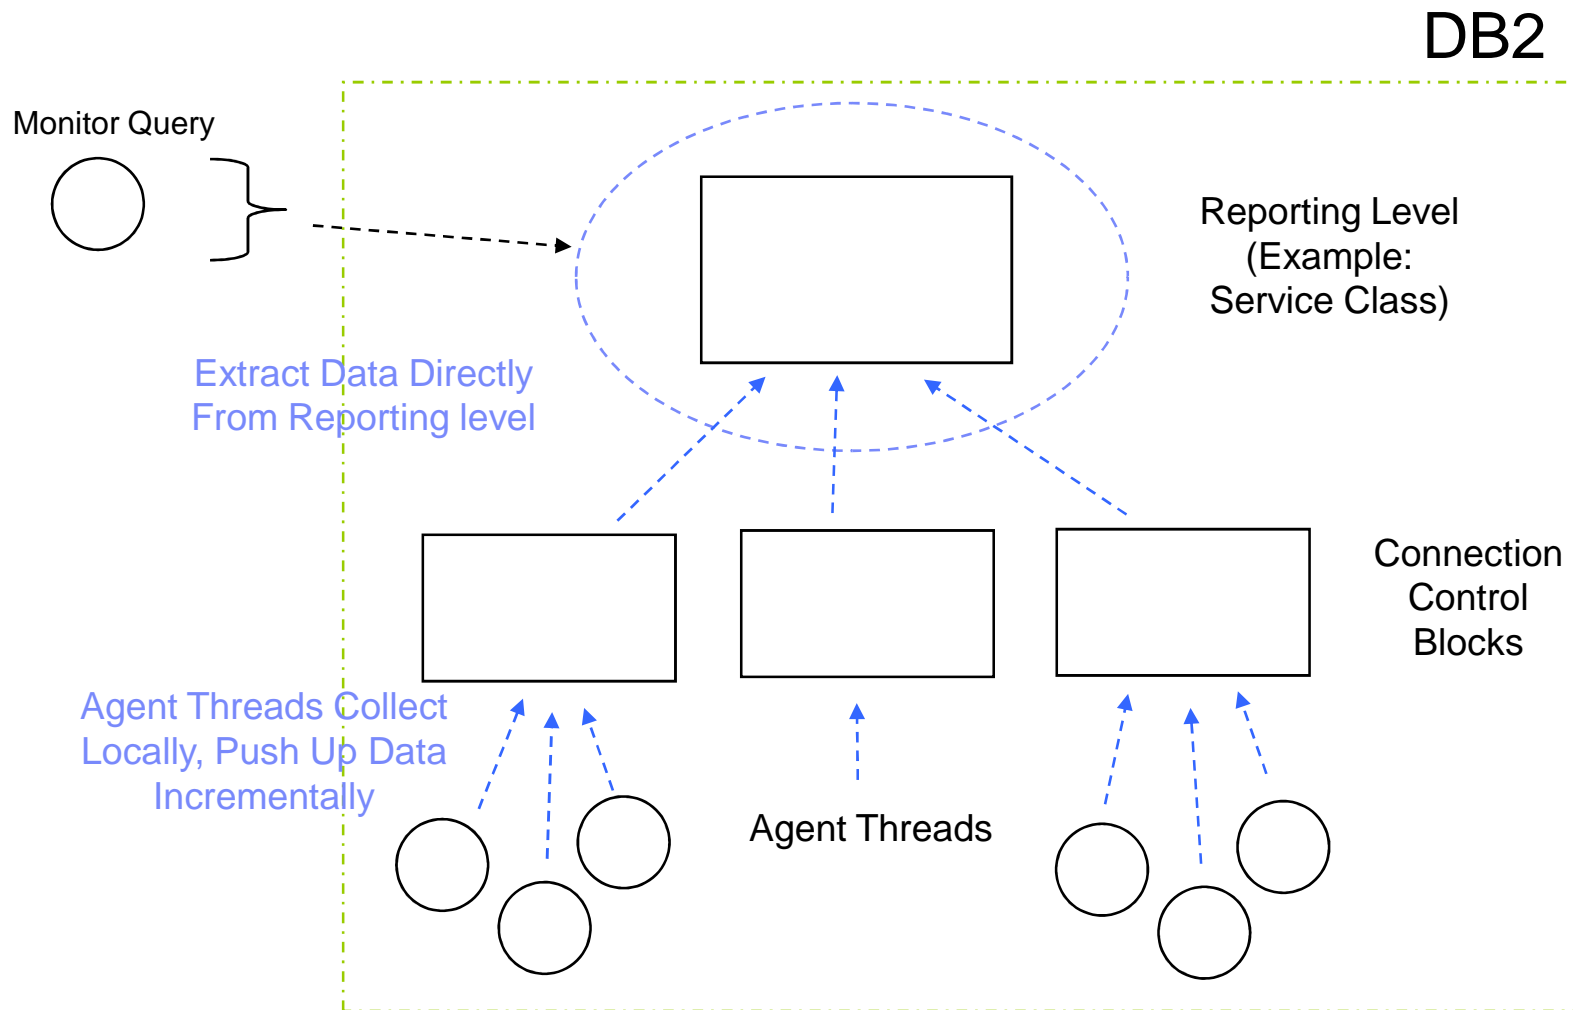 DB2
Monitor Query
Reporting Level
(Example:
Service Class)
Extract Data Directly
From Reporting level
Connection
Control
Blocks
Agent Threads Collect
Locally, Push Up Data
Incrementally
Agent Threads